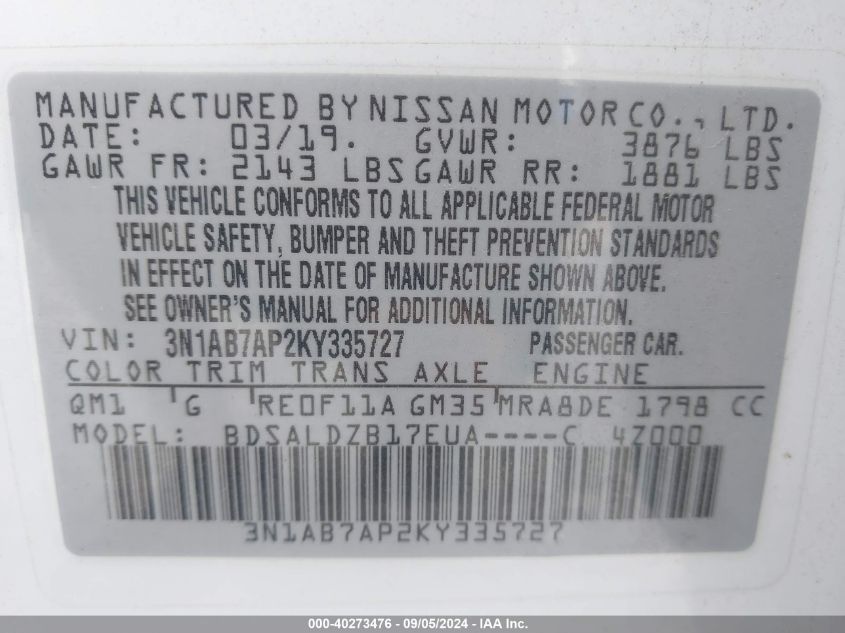 MANUFACTURED BY NISSAN MOTOR CO., LTD.
DATE: 03/19. GVWR: 3876 LBS
GAWR FR: 2143 LBS GAWR RR: 1881 LBS
THIS VEHICLE CONFORMS TO ALL APPLICABLE FEDERAL MOTOR
VEHICLE SAFETY, BUMPER AND THEFT PREVENTION STANDARDS
IN EFFECT ON THE DATE OF MANUFACTURE SHOWN ABOVE.
SEE OWNER'S MANUAL FOR ADDITIONAL INFORMATION.
VIN: 3N1AB7AP2KY335727 PASSENGER CAR.
COLOR TRIM TRANS AXLE ENGINE
QM1 G RE0F11A GM35 MRA8DE 1798 CC
MODEL: BDSALDZB17EUA----C 4Z000
3N1AB7AP2KY335727
000-40273476 - 09/05/2024 - IAA Inc.